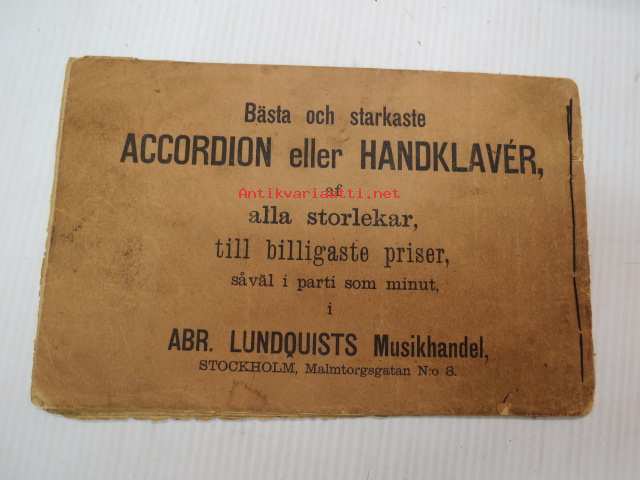 Bästa och starkaste
ACCORDION eller HANDKLAVÉR,
Antikvariaatti.net
af
alla storlekar,
till billigaste priser,
såväl i parti som minut,
i
ABR. LUNDQUISTS Musikhandel,
STOCKHOLM, Malmtorgsgatan N:o 8.